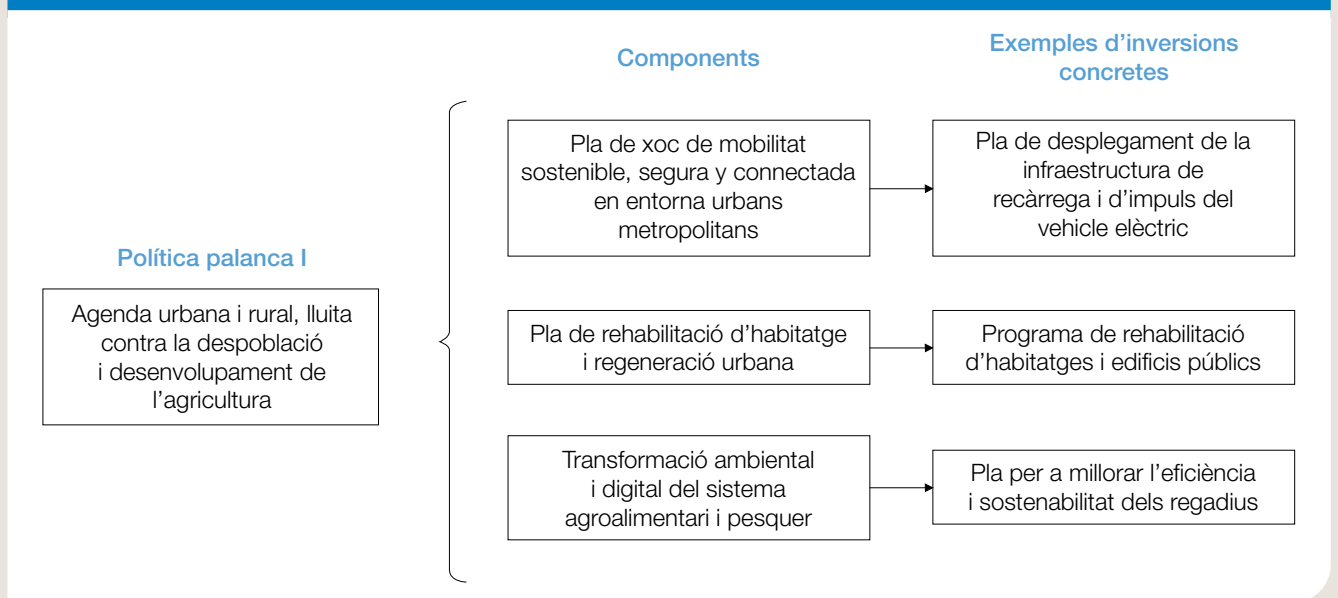 Política palanca I
Agenda urbana i rural, lluita
contra la despoblació
i desenvolupament de
l’agricultura
Components
Exemples d’inversions
concretes
Pla de xoc de mobilitat
sostenible, segura y connectada
en entorna urbans
metropolitans
Pla de desplegament de la
infraestructura de
recàrrega i d’impuls del
vehicle elèctric
Pla de rehabilitació d’habitatge
i regeneració urbana
Programa de rehabilitació
d’habitatges i edificis públics
Transformació ambiental
i digital del sistema
agroalimentari i pesquer
Pla per a millorar l’eficiència
i sostenabilitat dels regadius